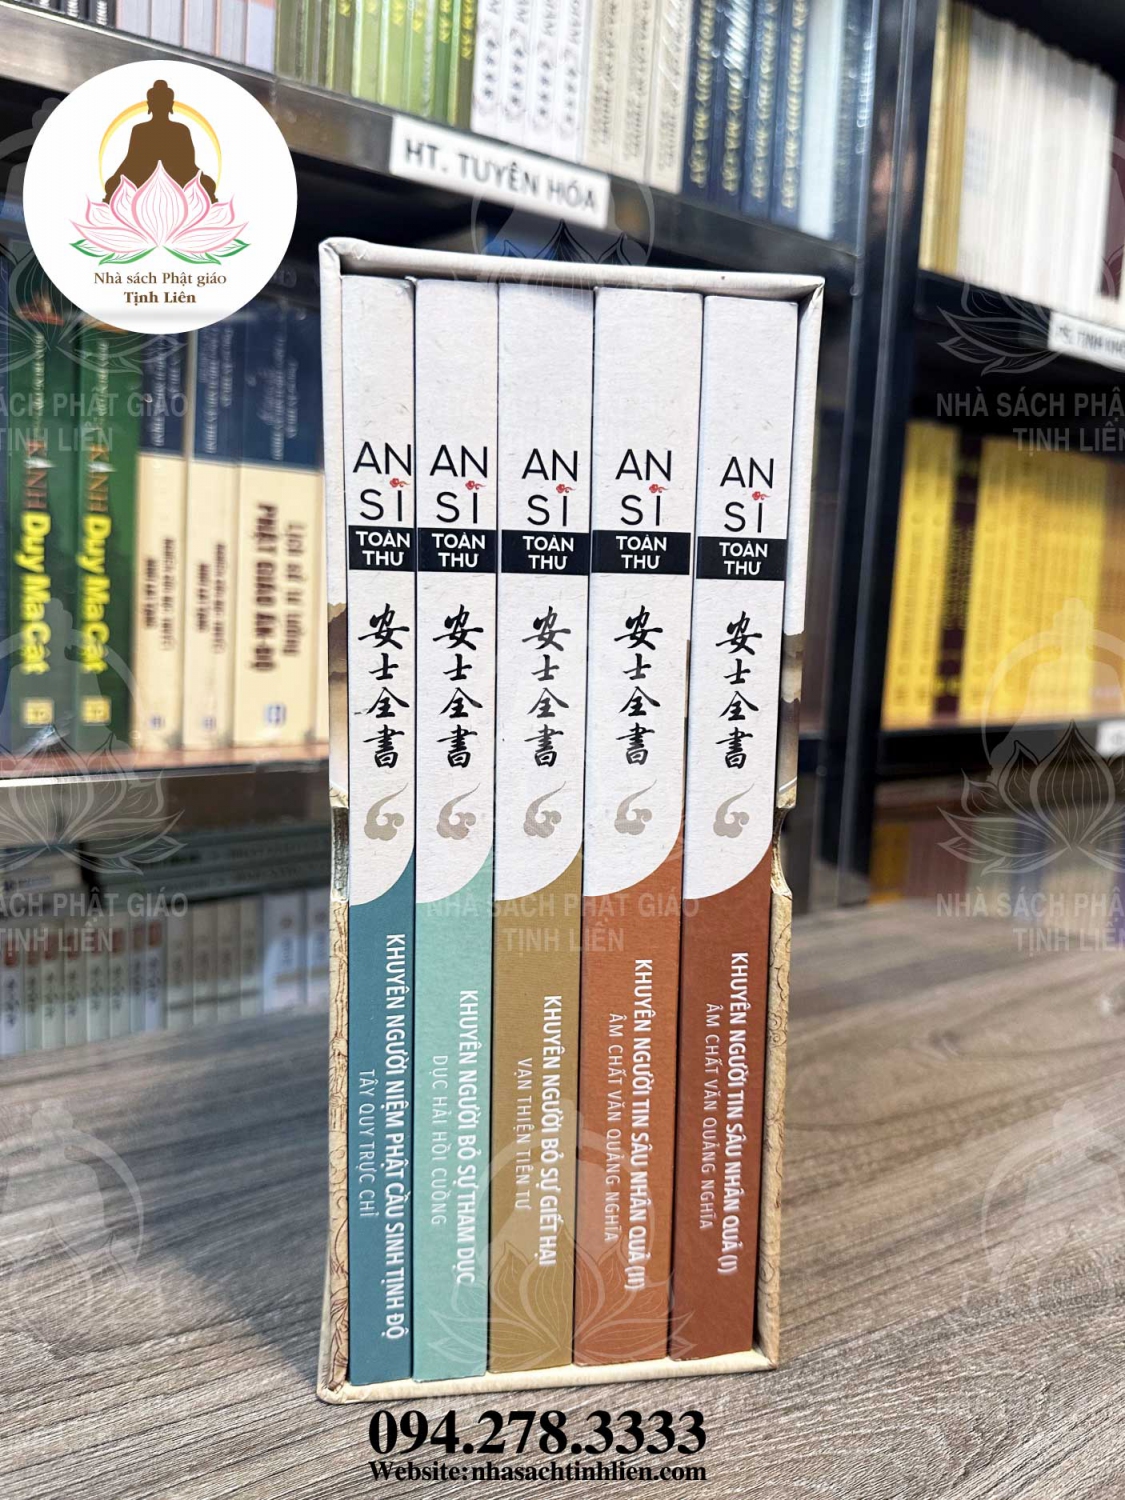 HT. TUYÊN HÓA
Nhà sách Phật giáo
Tịnh Liên
AN
SĨ
TOÀN
THƯ
安士全書
KHUYÊN NGƯỜI NIỆM PHẬT CẦU SINH TỊNH ĐỘ
TÂY QUY TRỰC CHỈ
AN
SĨ
TOÀN
THƯ
安士全書
KHUYÊN NGƯỜI BỎ SỰ THAM DỤC
DỤC HẢI HỒI CUỒNG
AN
SĨ
TOÀN
THƯ
安士全書
KHUYÊN NGƯỜI BỎ SỰ GIẾT HẠI
VẠN THIỆN TIÊN TƯ
AN
SĨ
TOÀN
THƯ
安士全書
KHUYÊN NGƯỜI TIN SÂU NHÂN QUẢ (II)
ÂM CHẤT VĂN QUẢNG NGHĨA
AN
SĨ
TOÀN
THƯ
安士全書
KHUYÊN NGƯỜI TIN SÂU NHÂN QUẢ (I)
ÂM CHẤT VĂN QUẢNG NGHĨA
Duy Ma Cật
Duy Ma Cật
LỊCH SỬ TƯ TƯỞNG
PHẬT GIÁO ẤN ĐỘ
NHÀ SÁCH PHẬT GIÁO
TỊNH LIÊN
094.278.3333
Website:nhasachtinhlien.com